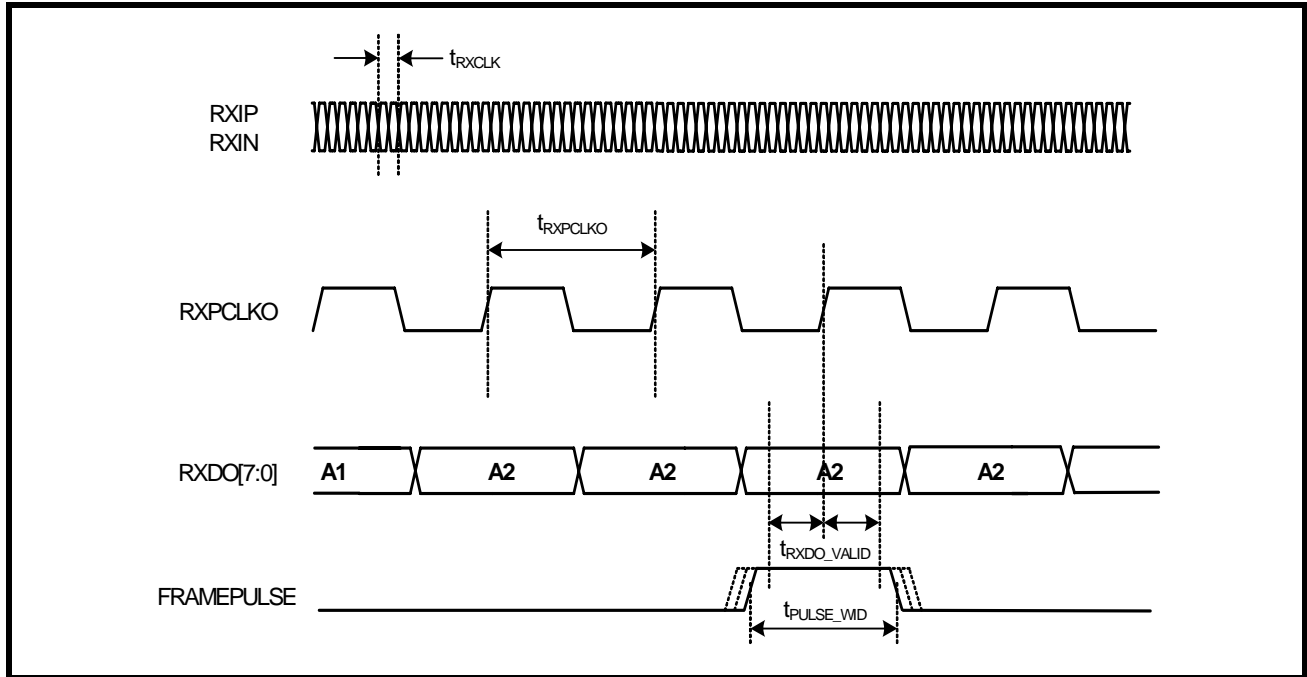 tRXCLK
RXIP
RXIN
tRXPCLKO
RXPCLKO
RXDO[7:0] A1 A2 A2 A2 A2
tRXDO_VALID
FRAMEPULSE
tPULSE_WID